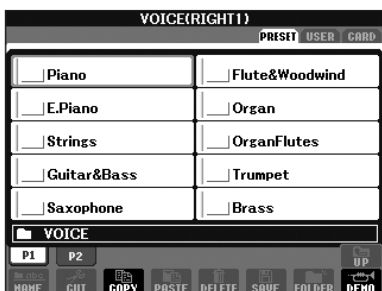 VOICE(RIGHT1)
PRESET USER CARD
Piano Flute&Woodwind
E.Piano Organ
Strings OrganFlutes
Guitar&Bass Trumpet
Saxophone Brass
VOICE
P1 P2
UP
NAME CUT COPY PASTE DELETE SAVE FOLDER DEMO